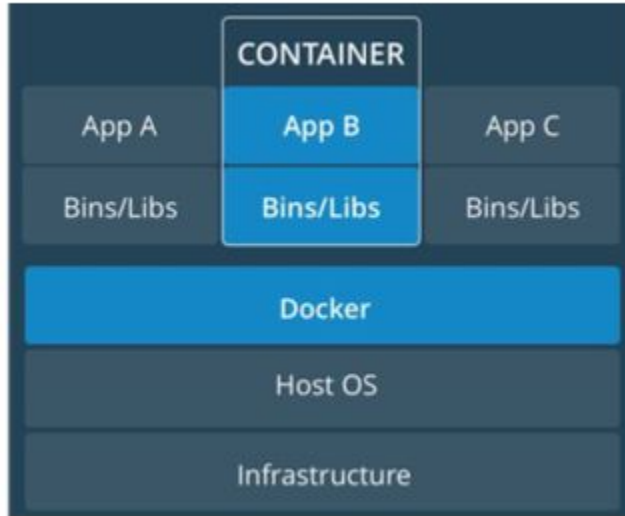 CONTAINER
App A App B App C
Bins/Libs Bins/Libs Bins/Libs
Docker
Host OS
Infrastructure